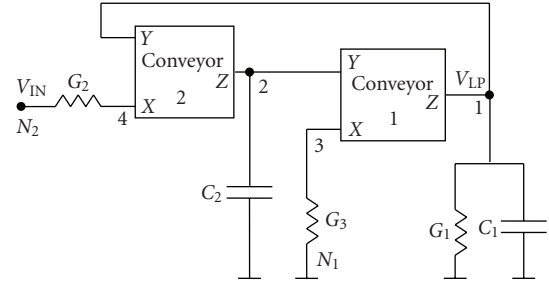 Y
Conveyor
Z
2
X
V_IN
G_2
N_2
4
2
Y
Conveyor
Z
1
X
V_LP
1
3
C_2
G_3
N_1
G_1
C_1